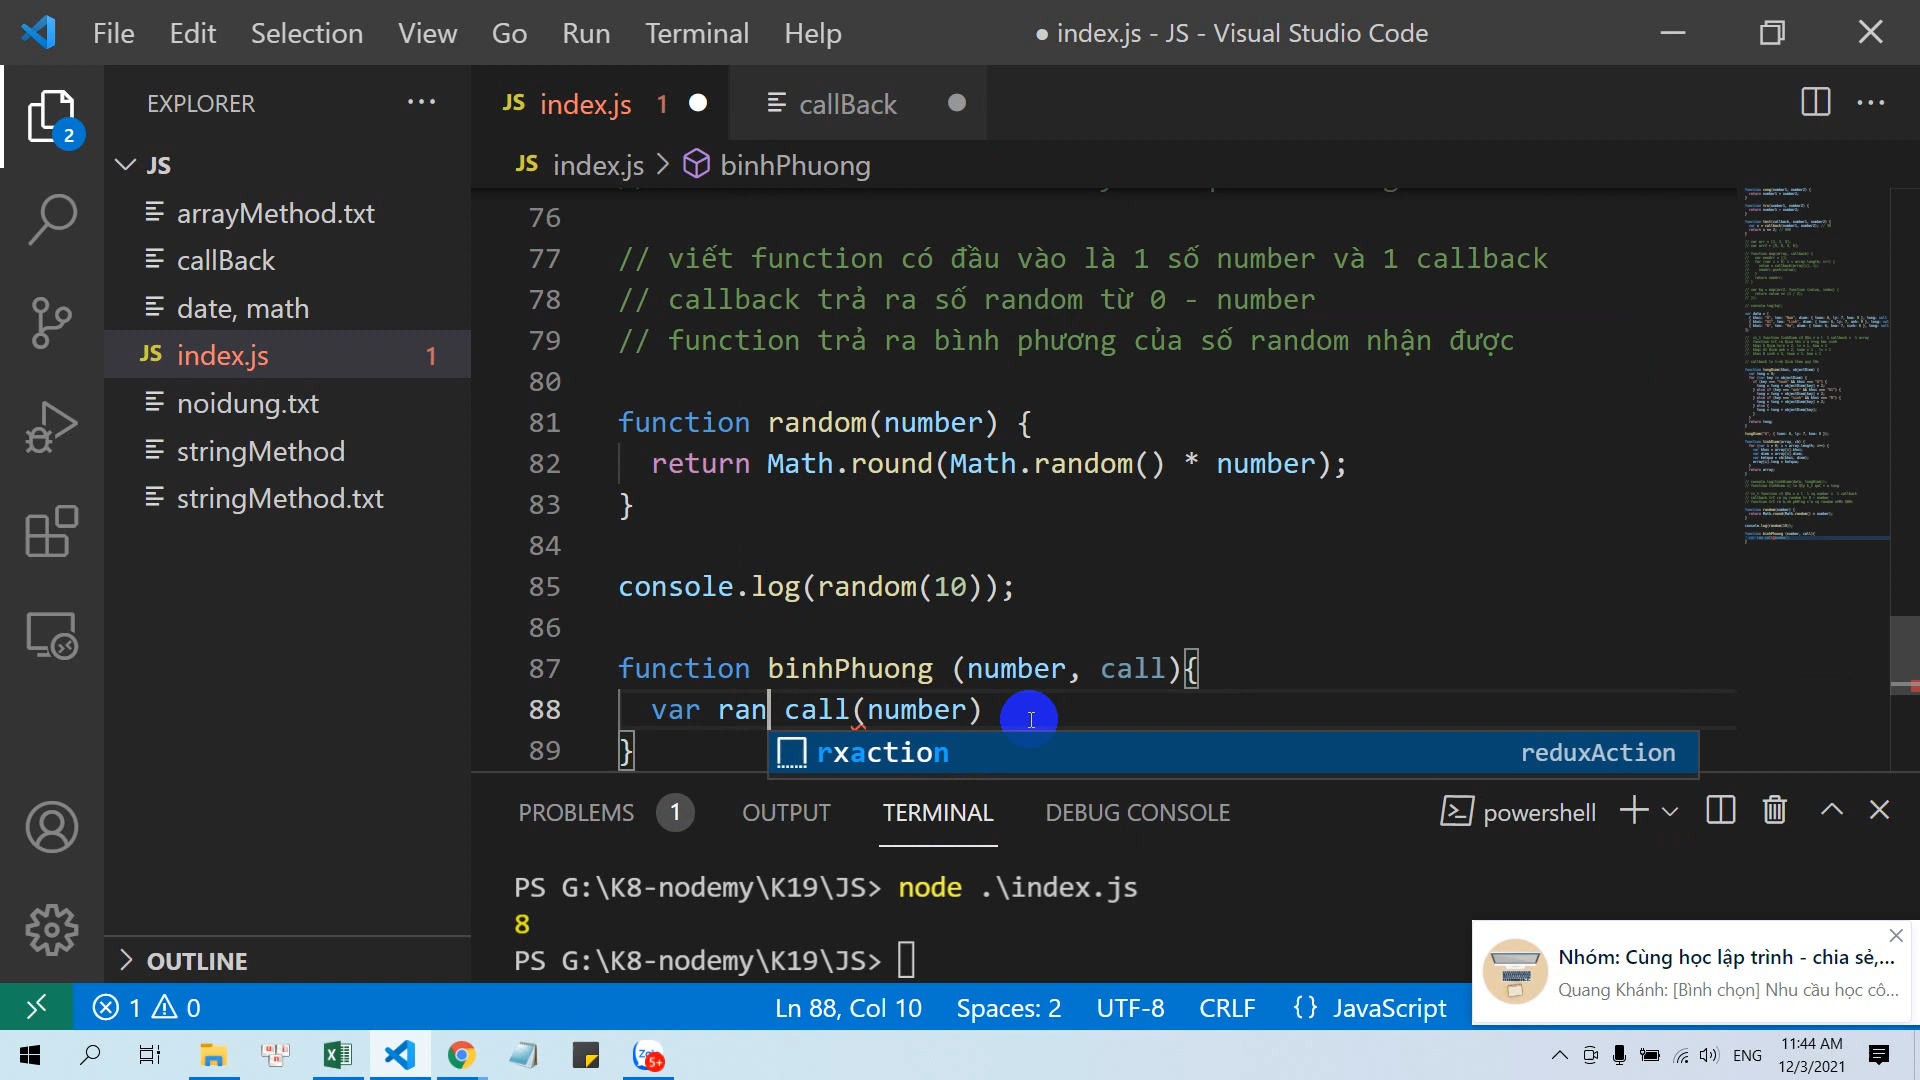 File Edit Selection View Go Run Terminal Help
● index.js - JS - Visual Studio Code
EXPLORER
JS index.js 1
callBack
JS index.js > binhPhuong
2
JS
arrayMethod.txt
callBack
date, math
JS index.js 1
noidung.txt
stringMethod
stringMethod.txt
OUTLINE
76
77 // viết function có đầu vào là 1 số number và 1 callback
78 // callback trả ra số random từ 0 - number
79 // function trả ra bình phương của số random nhận được
80
81 function random(number) {
82 return Math.round(Math.random() * number);
83 }
84
85 console.log(random(10));
86
87 function binhPhuong (number, call){
88 var ran call(number)
89 }
rxaction reduxAction
PROBLEMS 1 OUTPUT TERMINAL DEBUG CONSOLE powershell
PS G:\K8-nodemy\K19\JS> node .\index.js
8
PS G:\K8-nodemy\K19\JS>
Nhóm: Cùng học lập trình - chia sẻ,...
Quang Khánh: [Bình chọn] Nhu cầu học cô...
1 0 Ln 88, Col 10 Spaces: 2 UTF-8 CRLF {} JavaScript
5+
ENG
11:44 AM
12/3/2021